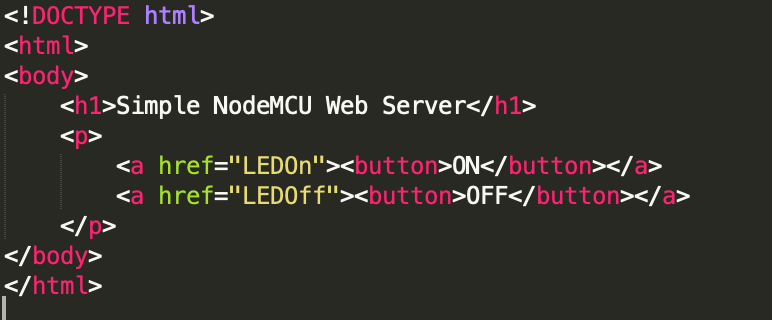 <!DOCTYPE html>
<html>
<body>
    <h1>Simple NodeMCU Web Server</h1>
    <p>
        <a href="LEDOn"><button>ON</button></a>
        <a href="LEDOff"><button>OFF</button></a>
    </p>
</body>
</html>